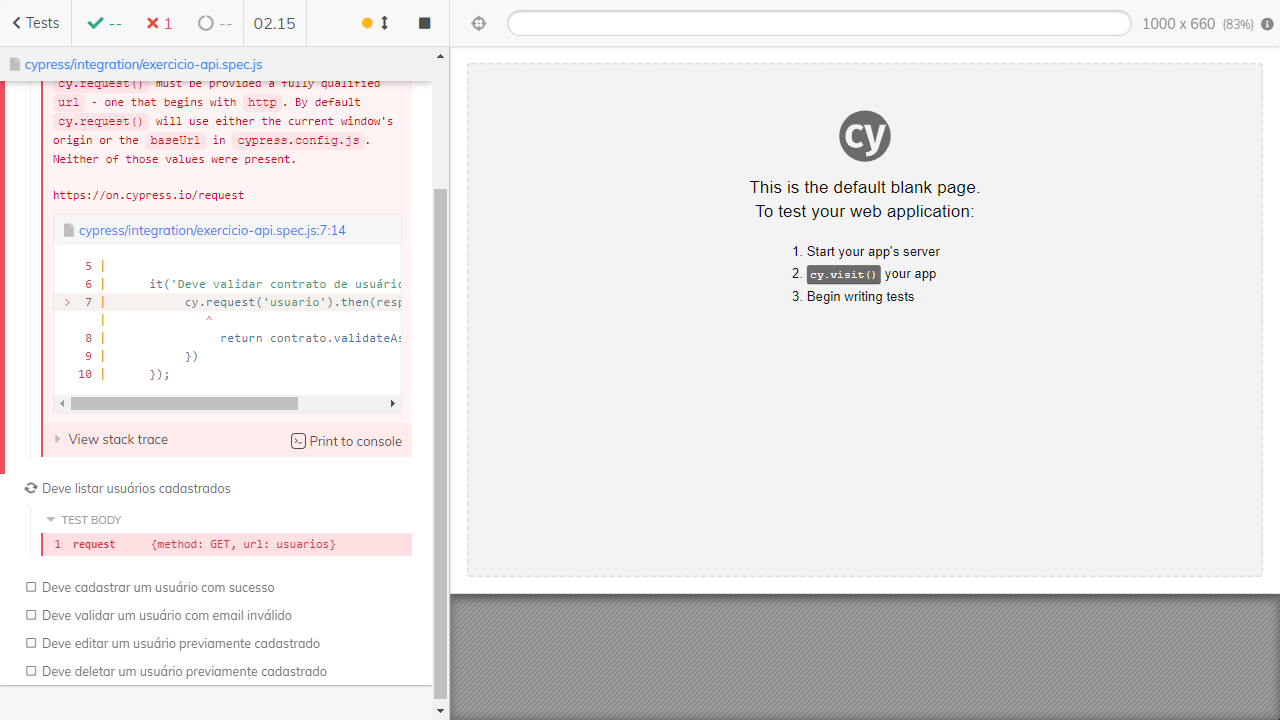 Tests
--
1
--
02.15
1000 x 660 (83%)
cypress/integration/exercicio-api.spec.js
cy.request() must be provided a fully qualified
url - one that begins with http. By default
cy.request() will use either the current window's
origin or the baseUrl in cypress.config.js.
Neither of those values were present.
https://on.cypress.io/request
cypress/integration/exercicio-api.spec.js:7:14
5 |
6 | it('Deve validar contrato de usuário
> 7 | cy.request('usuario').then(resp
| ^
8 | return contrato.validateAs
9 | })
10 | });
View stack trace
Print to console
Deve listar usuários cadastrados
TEST BODY
1 request {method: GET, url: usuarios}
Deve cadastrar um usuário com sucesso
Deve validar um usuário com email inválido
Deve editar um usuário previamente cadastrado
Deve deletar um usuário previamente cadastrado
cy
This is the default blank page.
To test your web application:
1. Start your app's server
2. cy.visit() your app
3. Begin writing tests